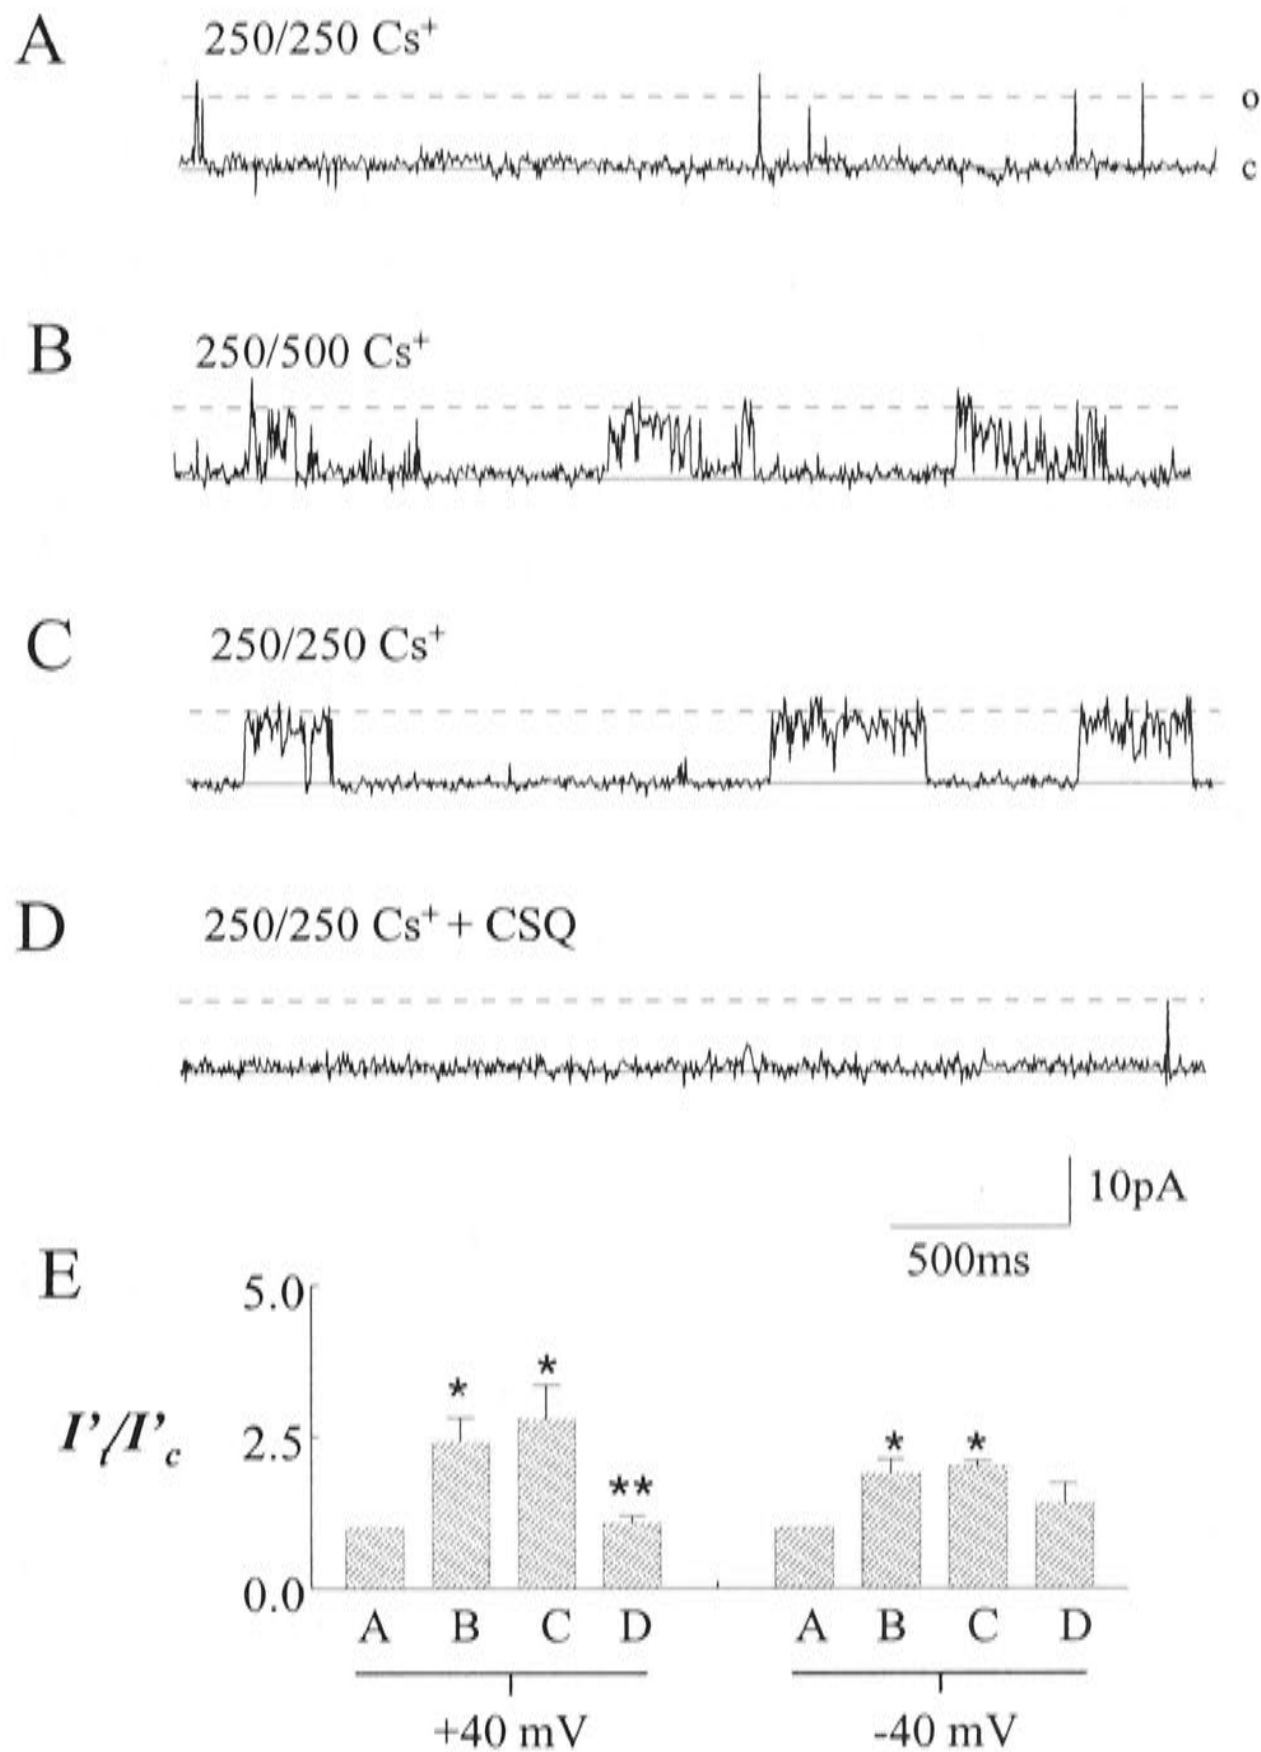 A
250/250 Cs⁺
o
c
B
250/500 Cs⁺
C
250/250 Cs⁺
D
250/250 Cs⁺ + CSQ
10pA
500ms
E
5.0
2.5
0.0
I't/I'c
* * ** * *
A B C D A B C D
+40 mV -40 mV